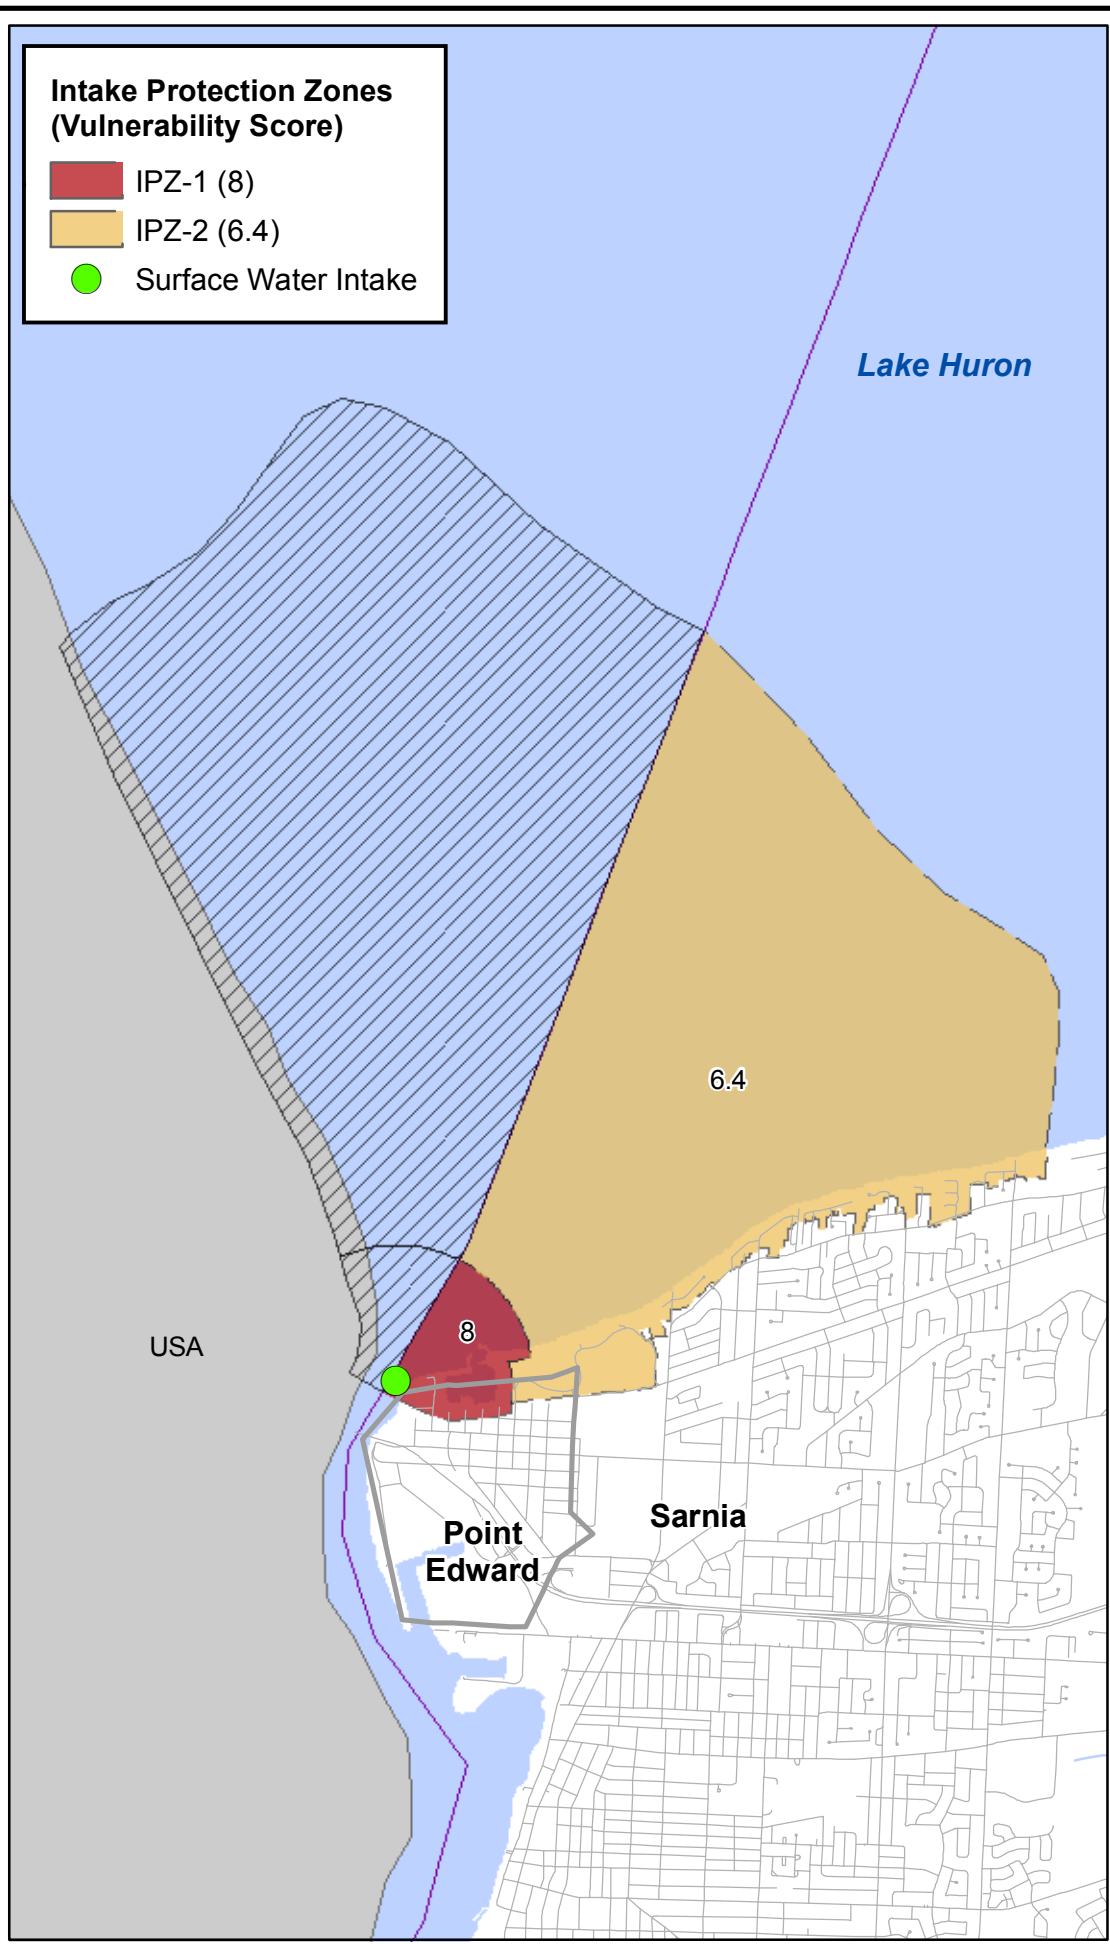 Intake Protection Zones
(Vulnerability Score)
IPZ-1 (8)
IPZ-2 (6.4)
Surface Water Intake
Lake Huron
6.4
8
USA
Sarnia
Point
Edward